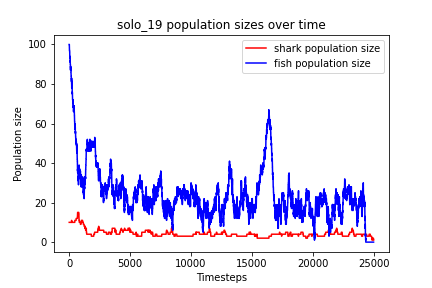 solo_19 population sizes over time
shark population size
fish population size
Population size
100
80
60
40
20
0
0
5000
10000
15000
20000
25000
Timesteps